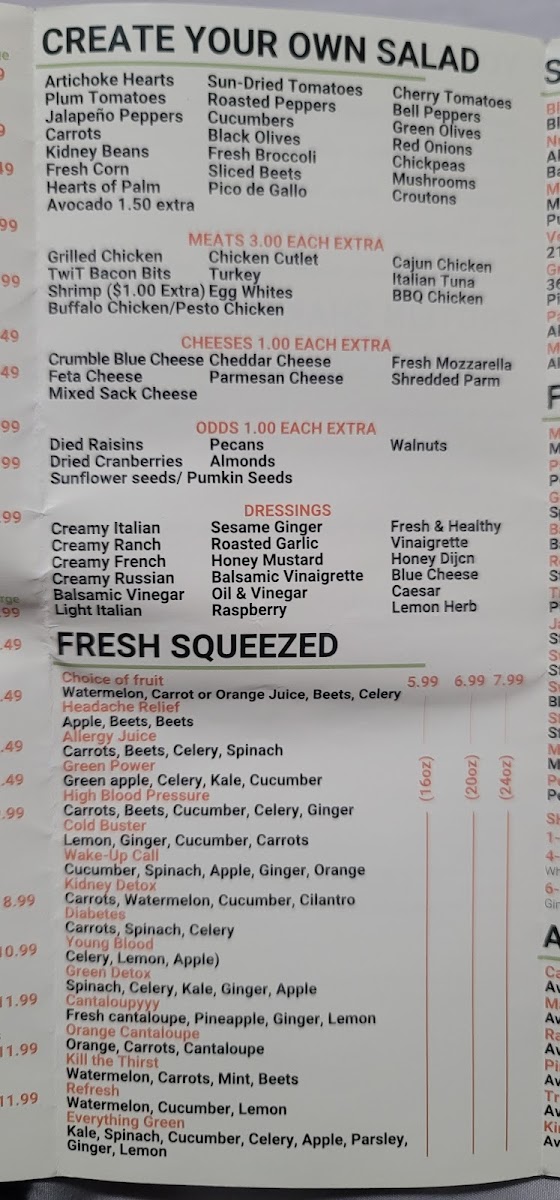 CREATE YOUR OWN SALAD
Artichoke Hearts Sun-Dried Tomatoes Cherry Tomatoes
Plum Tomatoes Roasted Peppers Bell Peppers
Jalapeño Peppers Cucumbers Green Olives
Carrots Black Olives Red Onions
Kidney Beans Fresh Broccoli Chickpeas
Fresh Corn Sliced Beets Mushrooms
Hearts of Palm Pico de Gallo Croutons
Avocado 1.50 extra
MEATS 3.00 EACH EXTRA
Grilled Chicken Chicken Cutlet Cajun Chicken
TwiT Bacon Bits Turkey Italian Tuna
Shrimp ($1.00 Extra) Egg Whites BBQ Chicken
Buffalo Chicken/Pesto Chicken
CHEESES 1.00 EACH EXTRA
Crumble Blue Cheese Cheddar Cheese Fresh Mozzarella
Feta Cheese Parmesan Cheese Shredded Parm
Mixed Sack Cheese
ODDS 1.00 EACH EXTRA
Died Raisins Pecans Walnuts
Dried Cranberries Almonds
Sunflower seeds/ Pumkin Seeds
DRESSINGS
Creamy Italian Sesame Ginger Fresh & Healthy
Creamy Ranch Roasted Garlic Vinaigrette
Creamy French Honey Mustard Honey Dijcn
Creamy Russian Balsamic Vinaigrette Blue Cheese
Balsamic Vinegar Oil & Vinegar Caesar
Light Italian Raspberry Lemon Herb
FRESH SQUEEZED
Choice of fruit 5.99 6.99 7.99
Watermelon, Carrot or Orange Juice, Beets, Celery
Headache Relief
Apple, Beets, Beets
Allergy Juice
Carrots, Beets, Celery, Spinach
Green Power (16oz) (20oz) (24oz)
Green apple, Celery, Kale, Cucumber
High Blood Pressure
Carrots, Beets, Cucumber, Celery, Ginger
Cold Buster
Lemon, Ginger, Cucumber, Carrots
Wake-Up Call
Cucumber, Spinach, Apple, Ginger, Orange
Kidney Detox
Carrots, Watermelon, Cucumber, Cilantro
Diabetes
Carrots, Spinach, Celery
Young Blood
Celery, Lemon, Apple)
Green Detox
Spinach, Celery, Kale, Ginger, Apple
Cantaloupyyy
Fresh cantaloupe, Pineapple, Ginger, Lemon
Orange Cantaloupe
Orange, Carrots, Cantaloupe
Kill the Thirst
Watermelon, Carrots, Mint, Beets
Refresh
Watermelon, Cucumber, Lemon
Everything Green
Kale, Spinach, Cucumber, Celery, Apple, Parsley,
Ginger, Lemon
8.99
10.99
11.99
11.99
11.99